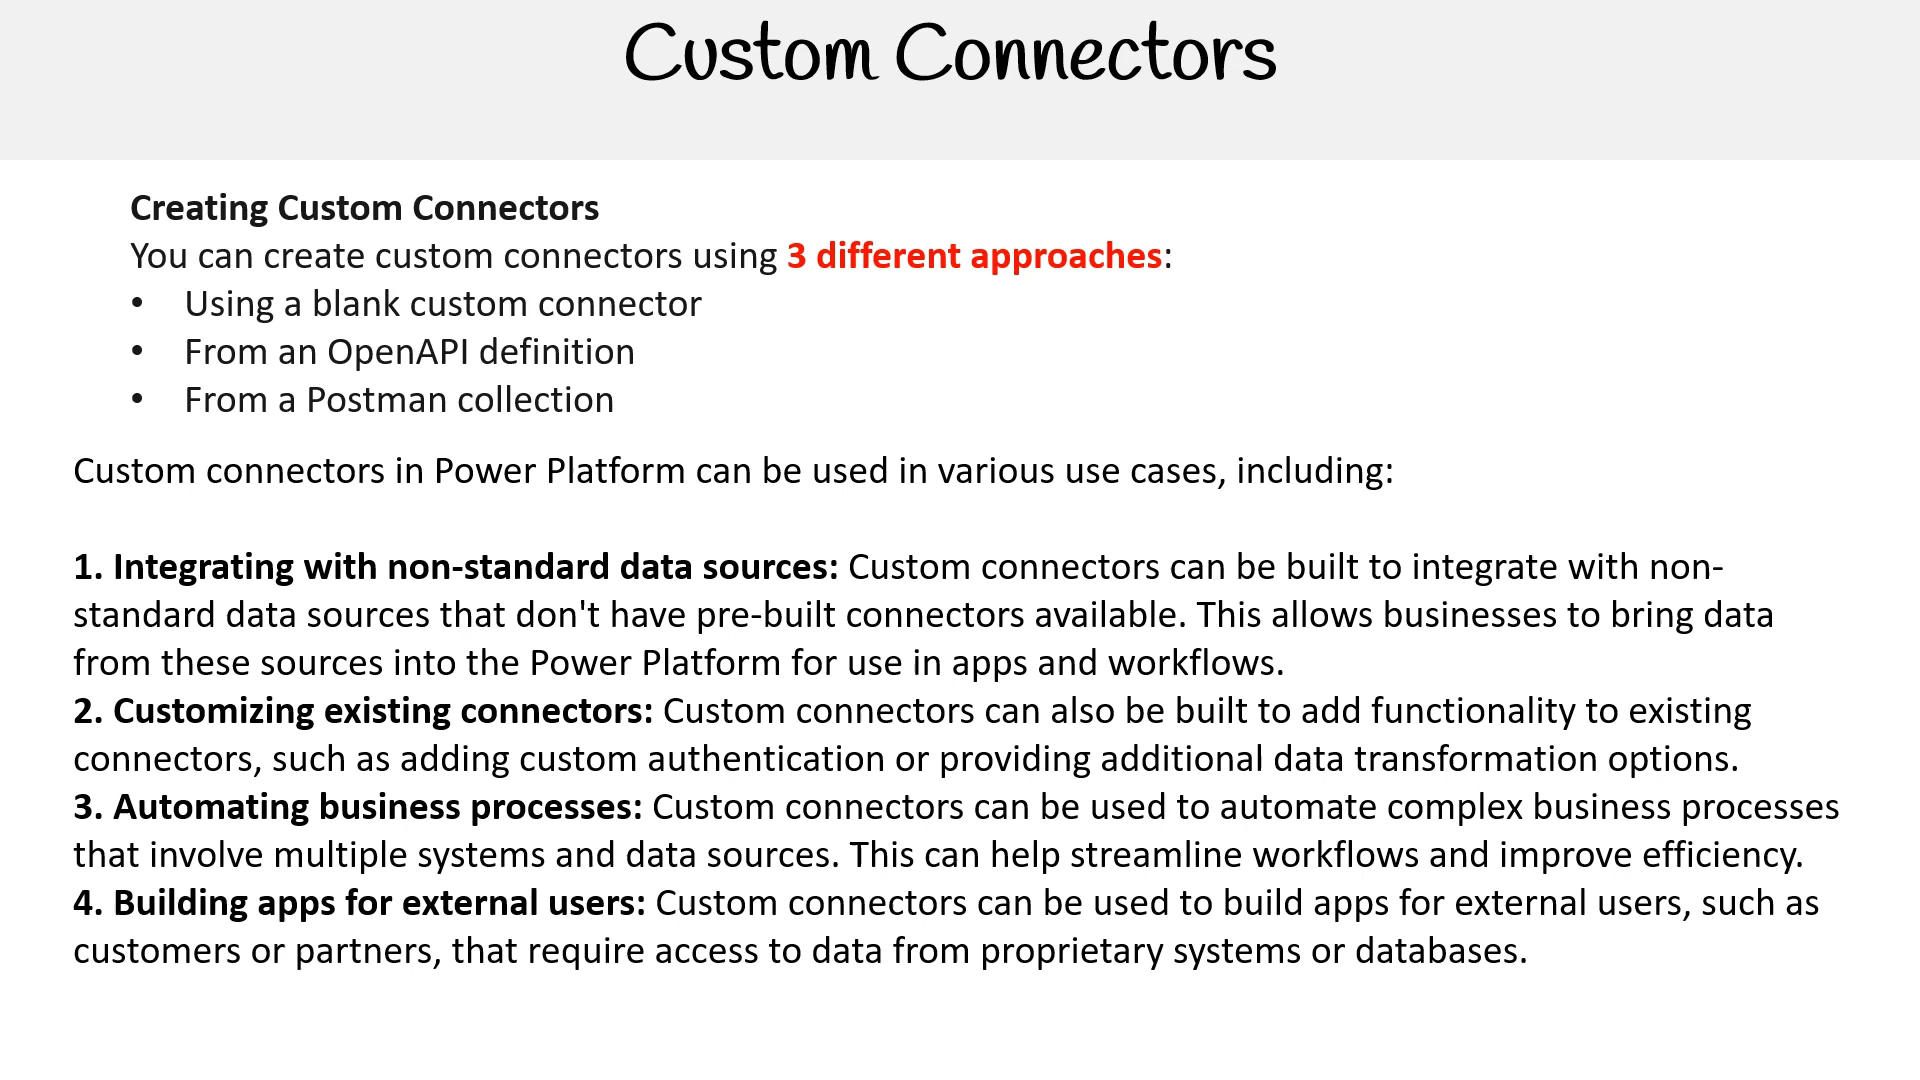 Custom Connectors
Creating Custom Connectors
You can create custom connectors using 3 different approaches:
• Using a blank custom connector
• From an OpenAPI definition
• From a Postman collection
Custom connectors in Power Platform can be used in various use cases, including:
1. Integrating with non-standard data sources: Custom connectors can be built to integrate with non-
standard data sources that don't have pre-built connectors available. This allows businesses to bring data
from these sources into the Power Platform for use in apps and workflows.
2. Customizing existing connectors: Custom connectors can also be built to add functionality to existing
connectors, such as adding custom authentication or providing additional data transformation options.
3. Automating business processes: Custom connectors can be used to automate complex business processes
that involve multiple systems and data sources. This can help streamline workflows and improve efficiency.
4. Building apps for external users: Custom connectors can be used to build apps for external users, such as
customers or partners, that require access to data from proprietary systems or databases.